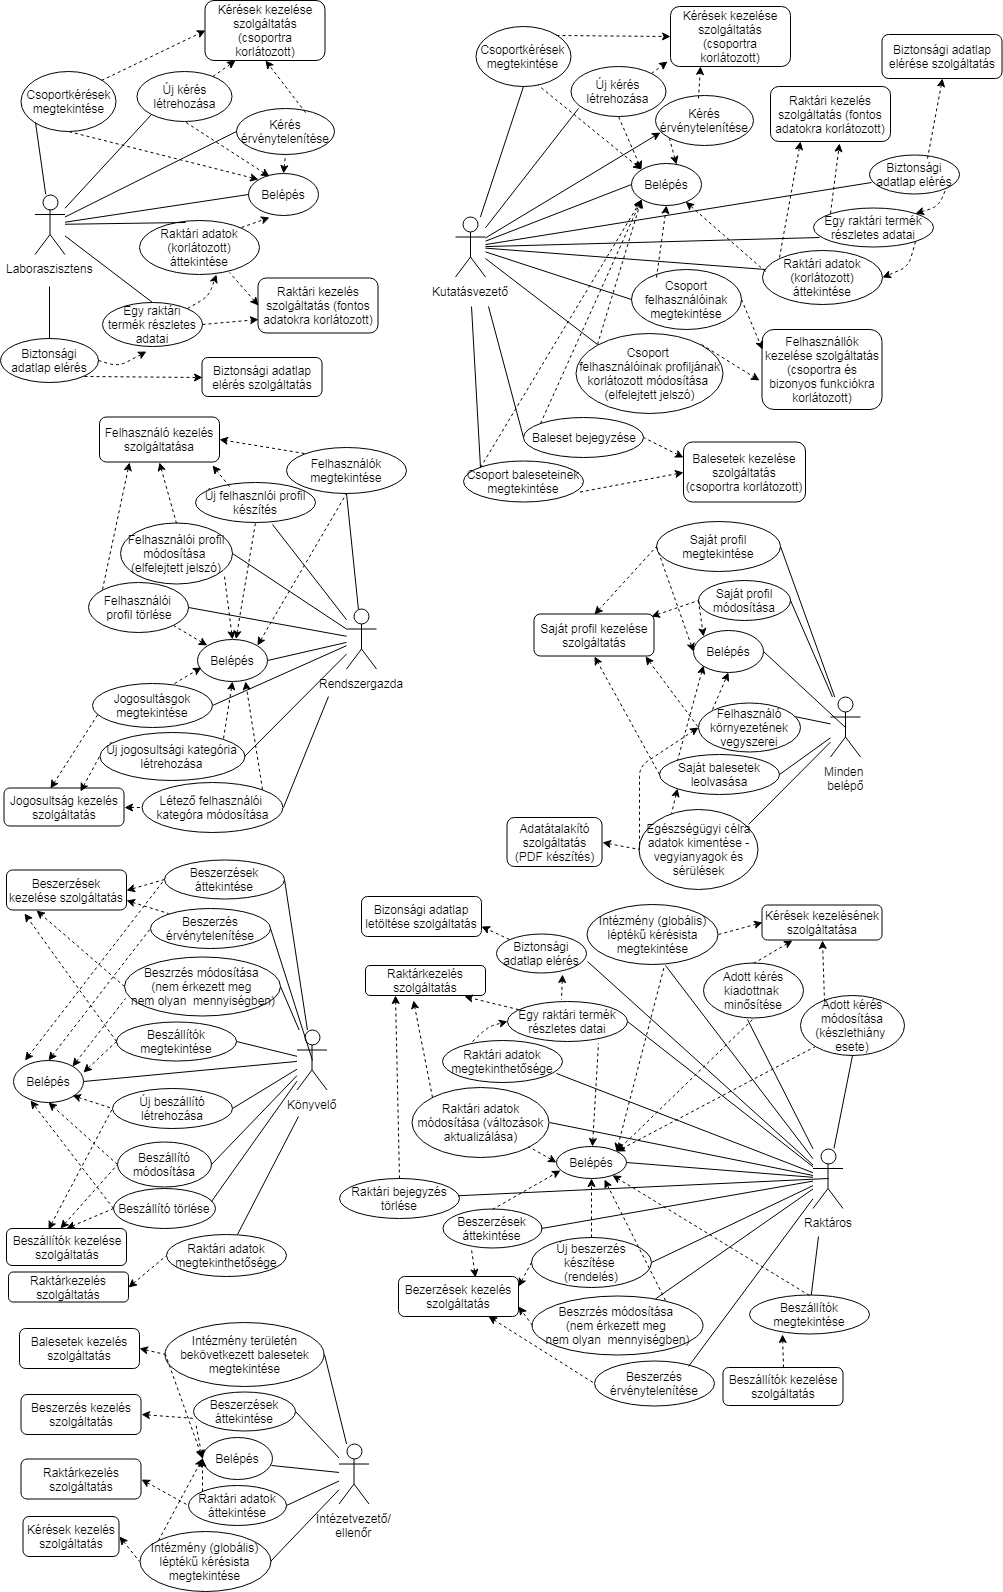 Kérések kezelése
szolgáltatás
(csoportra
korlátozott)
Csoportkérések
megtekintése
Új kérés
létrehozása
Kérés
érvénytelenítése
Belépés
Laboraszisztens
Raktári adatok
(korlátozott)
áttekintése
Raktári kezelés
szolgáltatás (fontos
adatokra korlátozott)
Egy raktári
termék részletes
adatai
Biztonsági
adatlap elérés
Biztonsági adatlap
elérés szolgáltatás
Kérések kezelése
szolgáltatás
(csoportra
korlátozott)
Csoportkérések
megtekintése
Új kérés
létrehozása
Kérés
érvénytelenítése
Belépés
Kutatásvezető
Biztonsági adatlap
elérése szolgáltatás
Raktári kezelés
szolgáltatás (fontos
adatokra korlátozott)
Biztonsági
adatlap elérés
Egy raktári termék
részletes adatai
Raktári adatok
(korlátozott)
áttekintése
Csoport
felhasználóinak
megtekintése
Csoport
felhasználóinak profiljának
korlátozott módosítása
(elfelejtett jelszó)
Felhasználók
kezelése szolgáltatás
(csoportra és
bizonyos funkciókra
korlátozott)
Baleset bejegyzése
Csoport baleseteinek
megtekintése
Balesetek kezelése
szolgáltatás
(csoportra korlátozott)
Felhasználó kezelés
szolgáltatása
Felhasználók
megtekintése
Új felhasznlói profil
készítés
Felhasználói profil
módosítása
(elfelejtett jelszó)
Felhasználói
profil törlése
Belépés
Rendszergazda
Jogosultásgok
megtekintése
Új jogosultsági kategória
létrehozása
Jogosultság kezelés
szolgáltatás
Létező felhasználói
kategóra módosítása
Saját profil
megtekintése
Saját profil
módosítása
Saját profil kezelése
szolgáltatás
Belépés
Felhasználó
környezetének
vegyszerei
Saját balesetek
leolvasása
Minden
belépő
Adatátalakító
szolgáltatás
(PDF készítés)
Egészségügyi célra
adatok kimentése -
vegyianyagok és
sérülések
Beszerzések
kezelése szolgáltatás
Beszerzések
áttekintése
Beszerzés
érvénytelenítése
Beszrzés módosítása
(nem érkezett meg
nem olyan  mennyiségben)
Beszállítók
megtekintése
Belépés
Könyvelő
Új beszállító
létrehozása
Beszállító
módosítása
Beszállító törlése
Beszállítók kezelése
szolgáltatás
Raktári adatok
megtekinthetősége
Raktárkezelés
szolgáltatás
Bizonsági adatlap
letöltése szolgáltatás
Intézmény (globális)
léptékű kérésista
megtekintése
Kérések kezelésének
szolgáltatása
Biztonsági
adatlap elérés
Raktárkezelés
szolgáltatás
Adott kérés
kiadottnak
minősítése
Adott kérés
módosítása
(készlethiány
esete)
Egy raktári termék
részletes datai
Raktári adatok
megtekinthetősége
Raktári adatok
módosítása (változások
aktualizálása)
Belépés
Raktári bejegyzés
törlése
Raktáros
Beszerzések
áttekintése
Új beszerzés
készítése
(rendelés)
Bezerzések kezelés
szolgáltatás
Beszrzés módosítása
(nem érkezett meg
nem olyan  mennyiségben)
Beszállítók
megtekintése
Beszerzés
érvénytelenítése
Beszállítók kezelése
szolgáltatás
Balesetek kezelés
szolgáltatás
Intézmény területén
bekövetkezett balesetek
megtekintése
Beszerzés kezelés
szolgáltatás
Beszerzések
áttekintése
Belépés
Raktárkezelés
szolgáltatás
Raktári adatok
áttekintése
Intézetvezető/
ellenőr
Kérések kezelés
szolgáltatás
Intézmény (globális)
léptékű kérésista
megtekintése